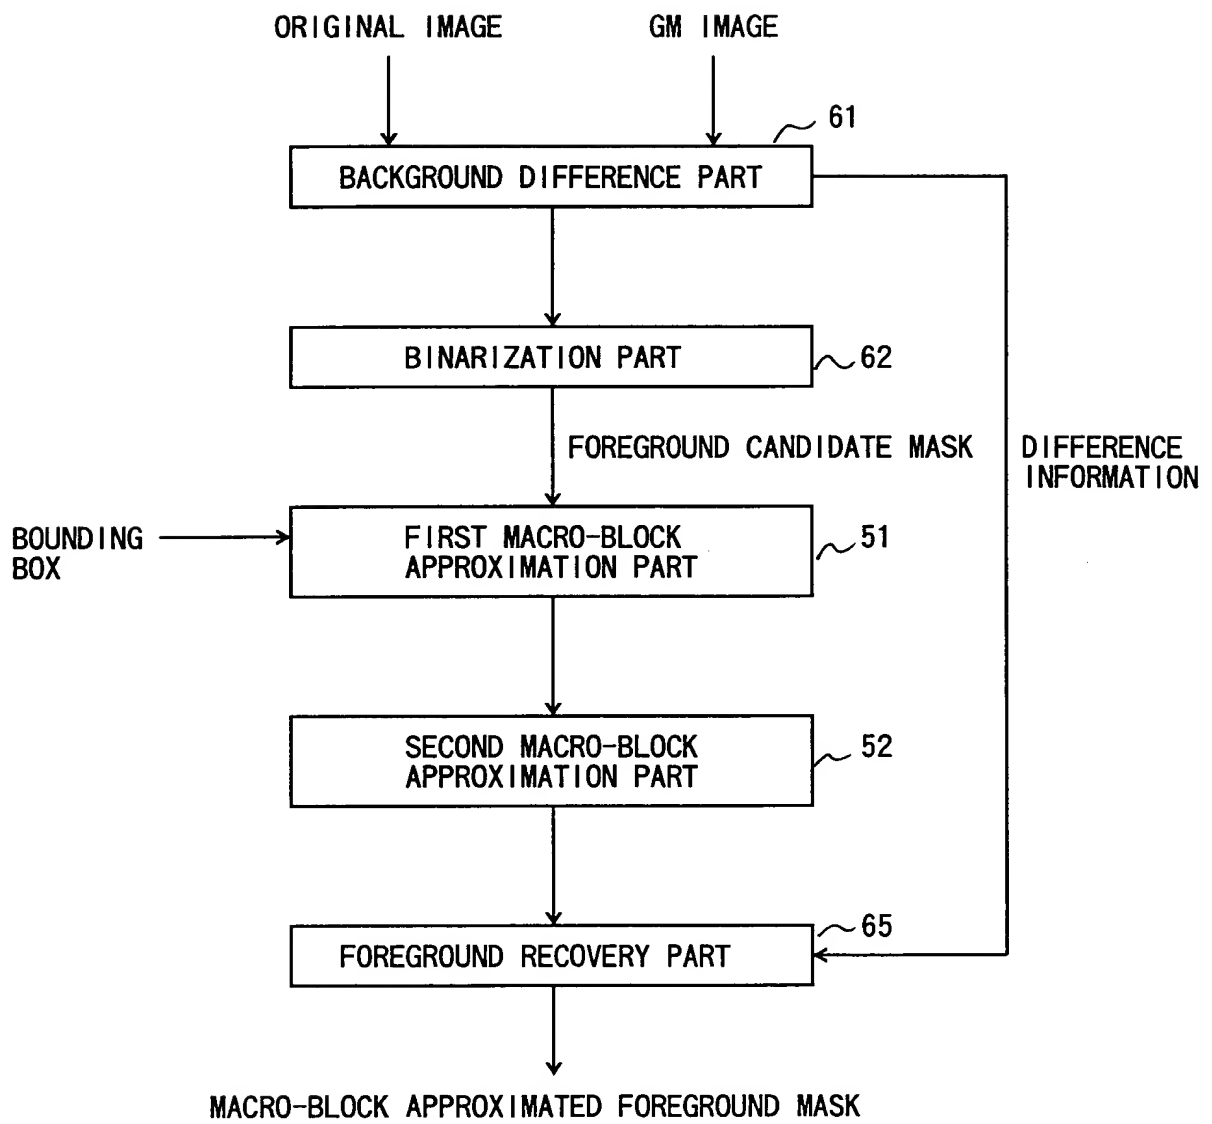 ORIGINAL IMAGE
GM IMAGE
61
BACKGROUND DIFFERENCE PART
BINARIZATION PART
62
FOREGROUND CANDIDATE MASK
DIFFERENCE
INFORMATION
BOUNDING
BOX
FIRST MACRO-BLOCK
APPROXIMATION PART
51
SECOND MACRO-BLOCK
APPROXIMATION PART
52
65
FOREGROUND RECOVERY PART
MACRO-BLOCK APPROXIMATED FOREGROUND MASK